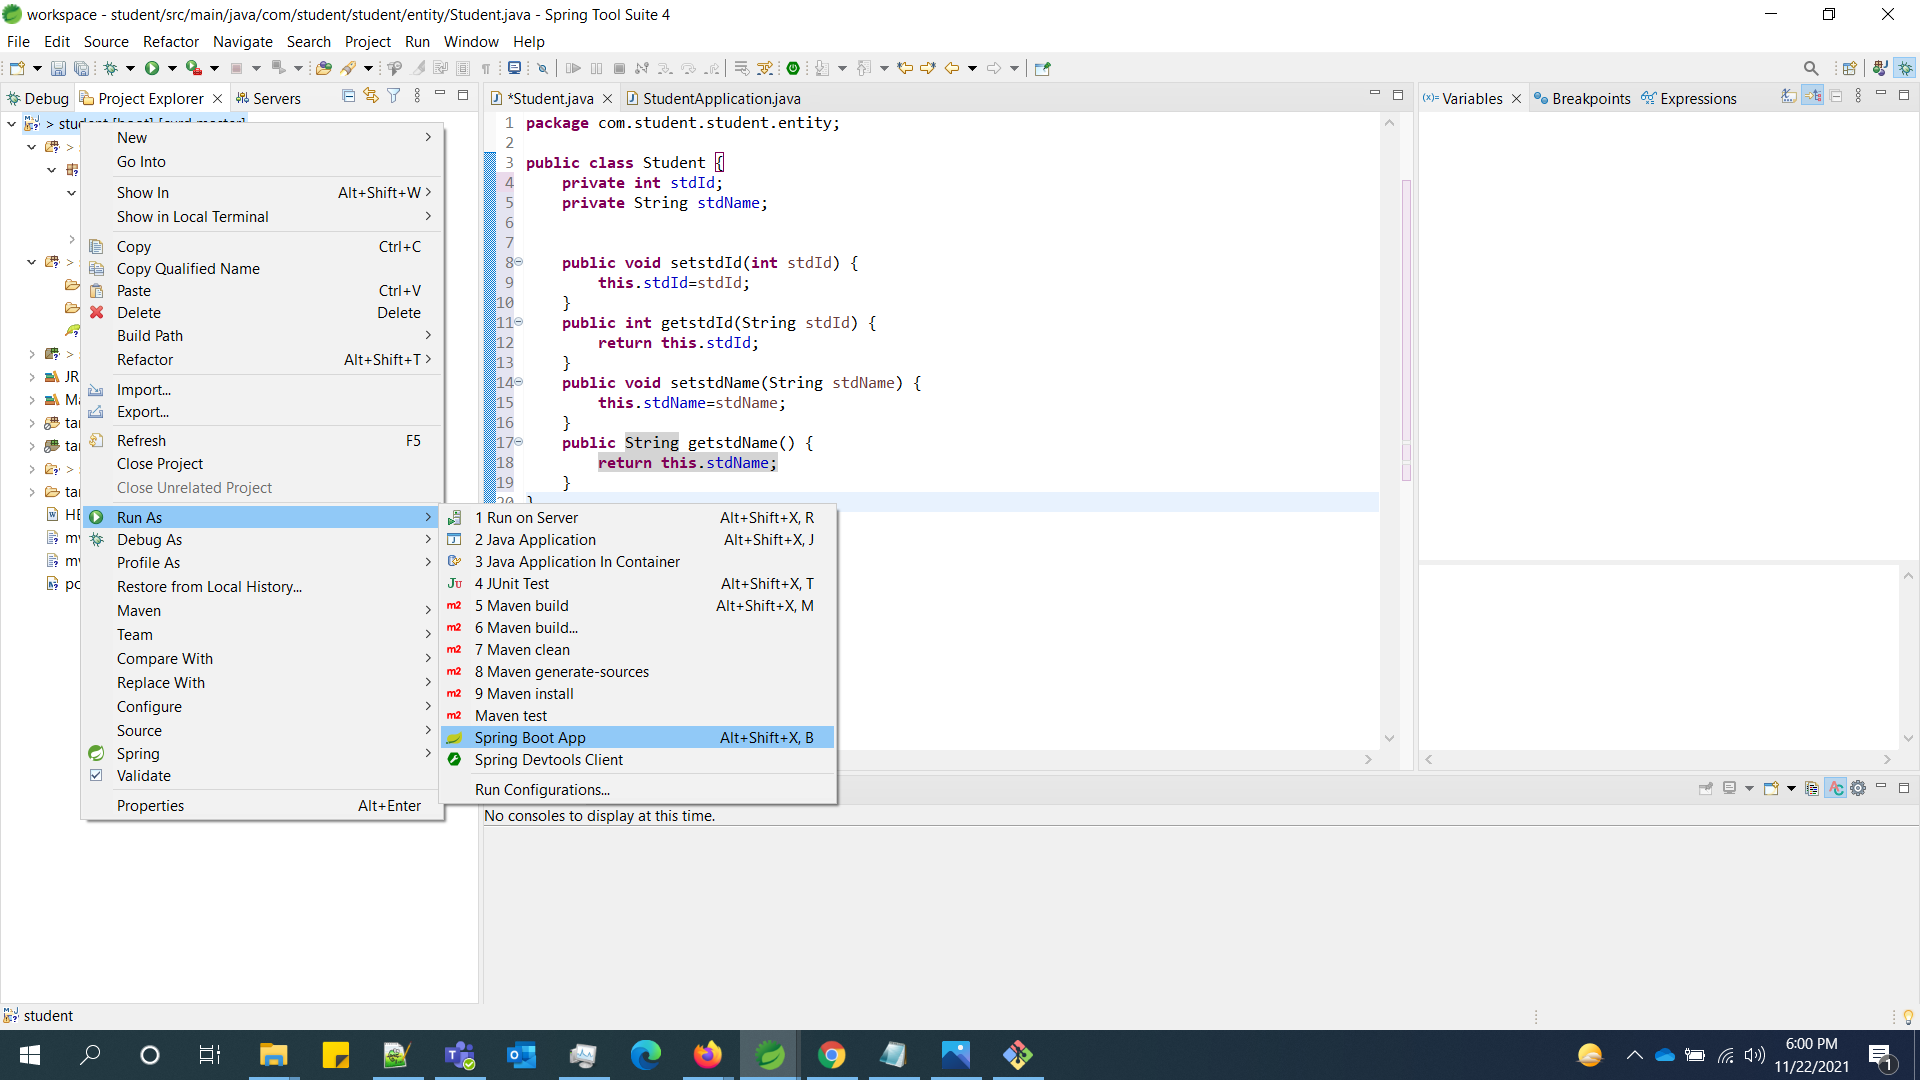 workspace - student/src/main/java/com/student/student/entity/Student.java - Spring Tool Suite 4
File Edit Source Refactor Navigate Search Project Run Window Help
Debug Project Explorer Servers
*Student.java StudentApplication.java
(x)= Variables Breakpoints Expressions
New
Go Into
Show In Alt+Shift+W
Show in Local Terminal
Copy Ctrl+C
Copy Qualified Name
Paste Ctrl+V
Delete Delete
Build Path
Refactor Alt+Shift+T
Import...
Export...
Refresh F5
Close Project
Close Unrelated Project
Run As
Debug As
Profile As
Restore from Local History...
Maven
Team
Compare With
Replace With
Configure
Source
Spring
Validate
Properties Alt+Enter
1 Run on Server Alt+Shift+X, R
2 Java Application Alt+Shift+X, J
3 Java Application In Container
4 JUnit Test Alt+Shift+X, T
5 Maven build Alt+Shift+X, M
6 Maven build...
7 Maven clean
8 Maven generate-sources
9 Maven install
Maven test
Spring Boot App Alt+Shift+X, B
Spring Devtools Client
Run Configurations...
1 package com.student.student.entity;
2
3 public class Student {
4 private int stdId;
5 private String stdName;
6
7
8 public void setstdId(int stdId) {
9 this.stdId=stdId;
10 }
11 public int getstdId(String stdId) {
12 return this.stdId;
13 }
14 public void setstdName(String stdName) {
15 this.stdName=stdName;
16 }
17 public String getstdName() {
18 return this.stdName;
19 }
20 }
No consoles to display at this time.
student
6:00 PM
11/22/2021
1